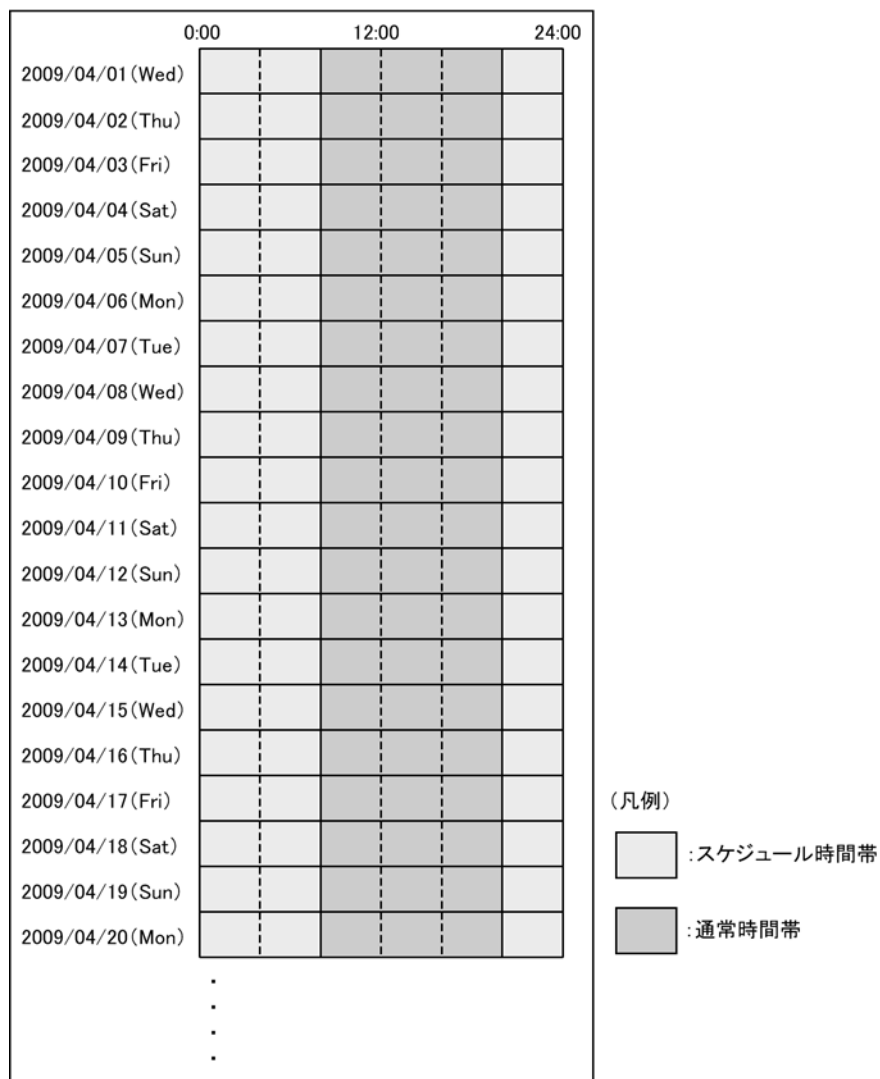 0:00 12:00 24:00
2009/04/01(Wed)
2009/04/02(Thu)
2009/04/03(Fri)
2009/04/04(Sat)
2009/04/05(Sun)
2009/04/06(Mon)
2009/04/07(Tue)
2009/04/08(Wed)
2009/04/09(Thu)
2009/04/10(Fri)
2009/04/11(Sat)
2009/04/12(Sun)
2009/04/13(Mon)
2009/04/14(Tue)
2009/04/15(Wed)
2009/04/16(Thu)
2009/04/17(Fri)
2009/04/18(Sat)
2009/04/19(Sun)
2009/04/20(Mon)
(凡例)
:スケジュール時間帯
:通常時間帯